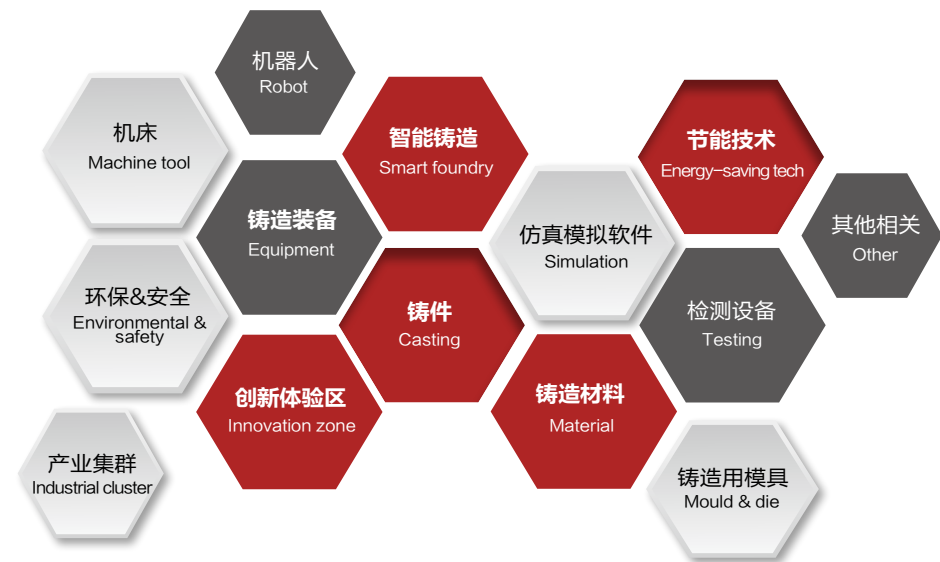 机器人
Robot
机床
Machine tool
智能铸造
Smart foundry
节能技术
Energy-saving tech
铸造装备
Equipment
仿真模拟软件
Simulation
其他相关
Other
环保&安全
Environmental &
safety
铸件
Casting
检测设备
Testing
创新体验区
Innovation zone
铸造材料
Material
产业集群
Industrial cluster
铸造用模具
Mould & die